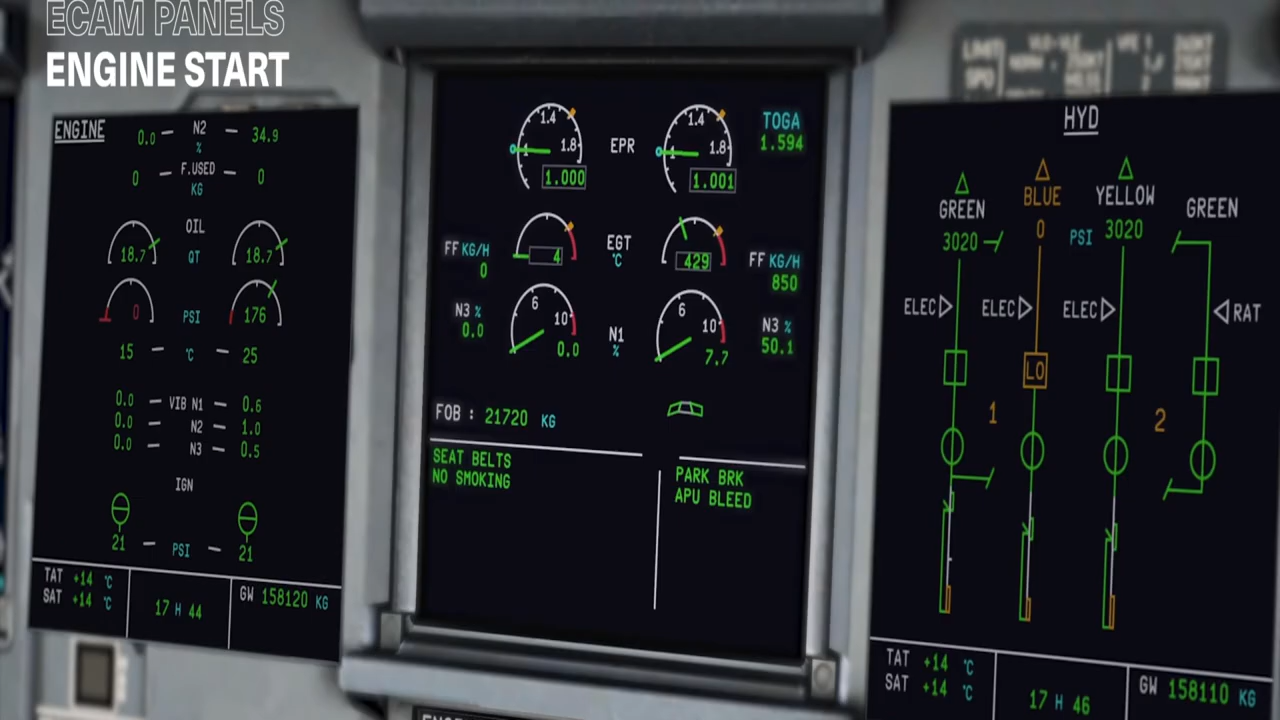 ECAM PANELS
ENGINE START
ENGINE
0.0 N2 34.9
%
0 F.USED 0
KG
OIL
18.7 QT 18.7
0 PSI 176
15 °C 25
0.0 VIB N1 0.6
0.0 N2 1.0
0.0 N3 0.5
IGN
21 PSI 21
TAT +14 °C
SAT +14 °C
17 H 44
GW 158120 KG
1.4 1.4 TOGA
1 1.8 EPR 1 1.8 1.594
1.000 1.001
FF KG/H 4 EGT 429 FF KG/H
0 °C 850
N3 % 6 10 N1 6 10 N3 %
0.0 0.0 % 7.7 50.1
FOB : 21720 KG
SEAT BELTS
NO SMOKING
PARK BRK
APU BLEED
HYD
GREEN BLUE YELLOW GREEN
3020 0 PSI 3020
ELEC ELEC ELEC RAT
LO
1 2
TAT +14 °C
SAT +14 °C
17 H 46
GW 158110 KG